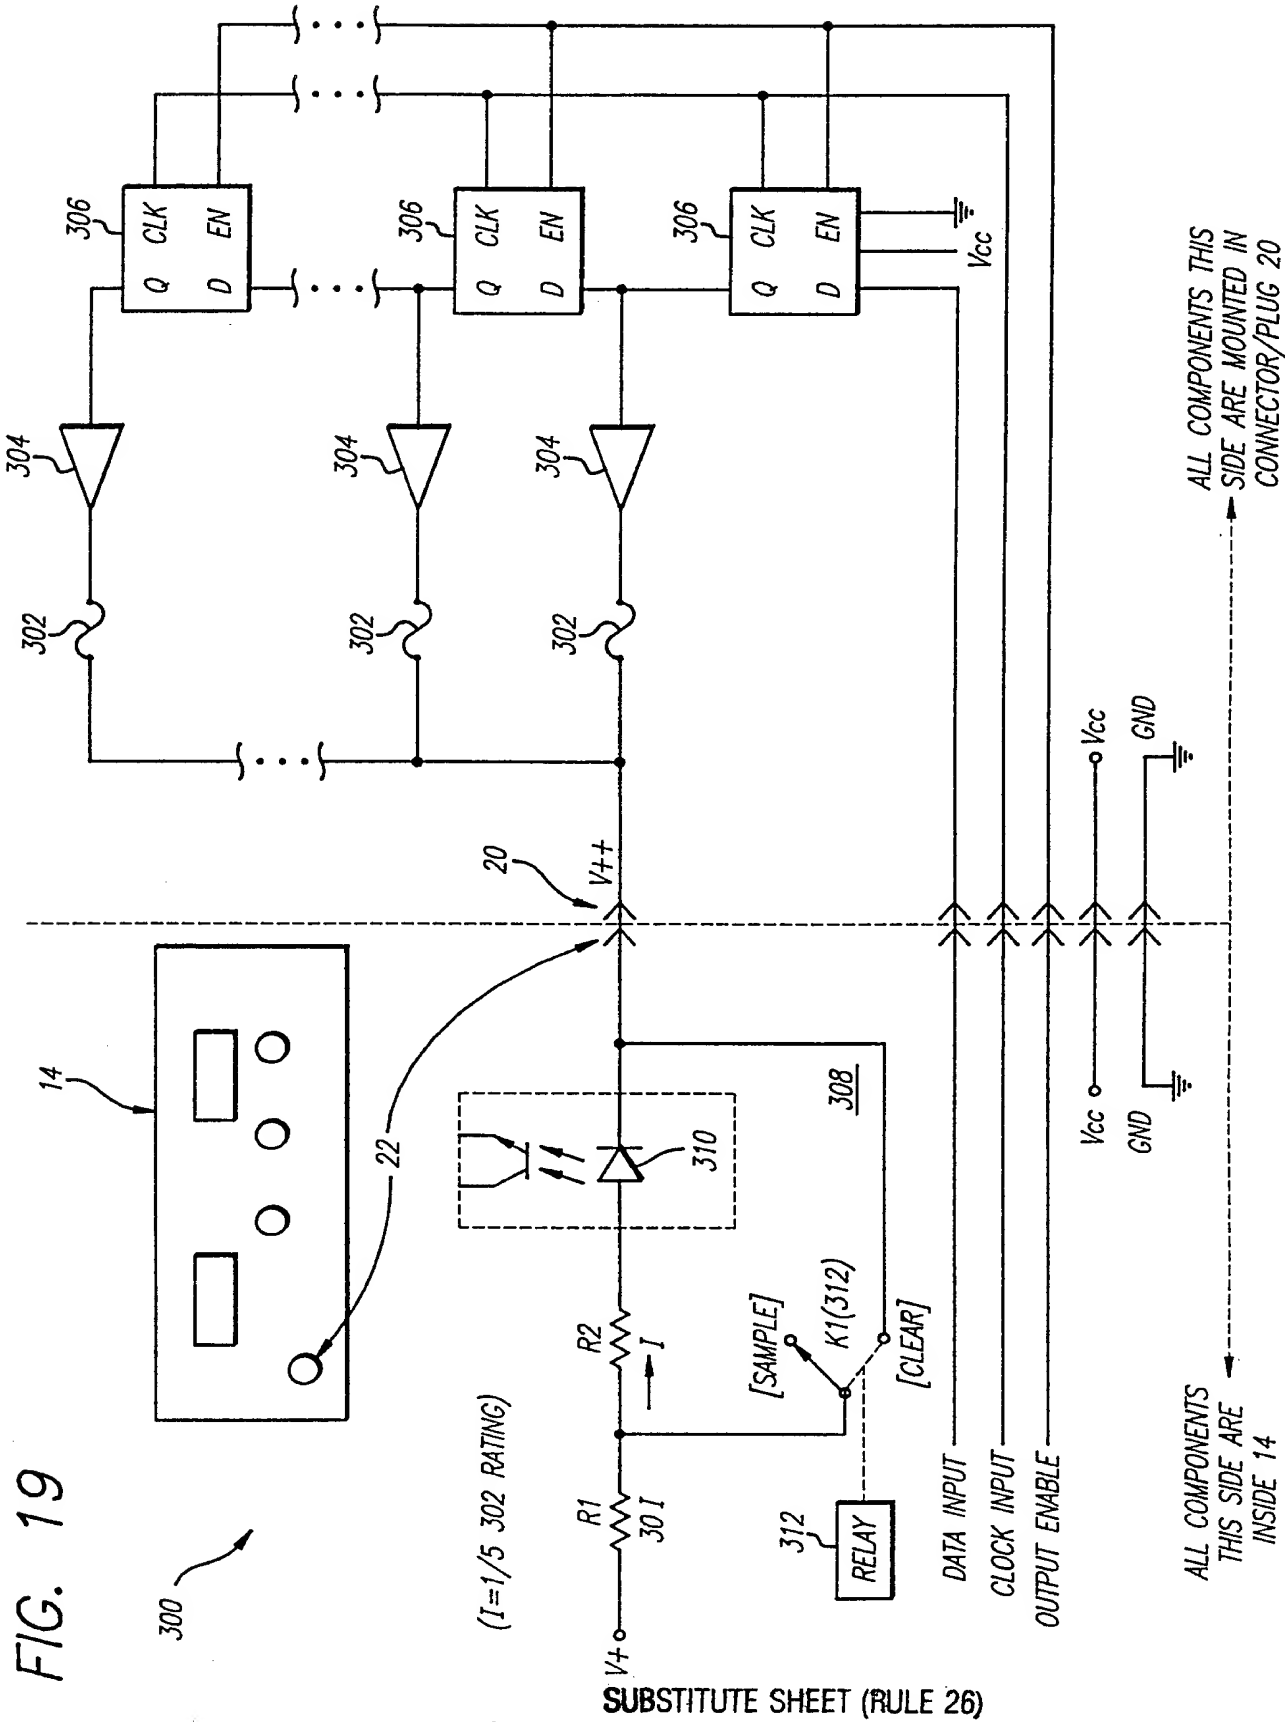 FIG. 19
300
14
22
20
V++
302
304
306
CLK
EN
Q
D
302
304
306
CLK
EN
Q
D
302
304
306
CLK
EN
Q
D
Vcc
(I=1/5 302 RATING)
V+
R1
30 I
R2
I
310
308
[SAMPLE]
K1(312)
[CLEAR]
312
RELAY
DATA INPUT
CLOCK INPUT
OUTPUT ENABLE
Vcc
Vcc
GND
GND
ALL COMPONENTS
THIS SIDE ARE
INSIDE 14
ALL COMPONENTS THIS
SIDE ARE MOUNTED IN
CONNECTOR/PLUG 20
SUBSTITUTE SHEET (RULE 26)